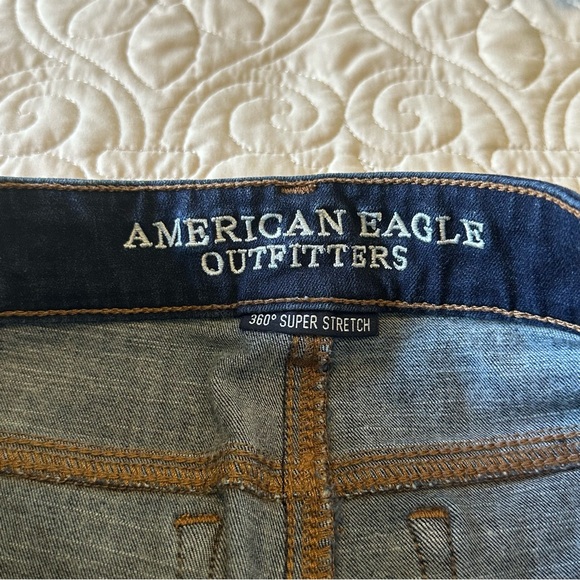 AMERICAN EAGLE
OUTFITTERS
360° SUPER STRETCH